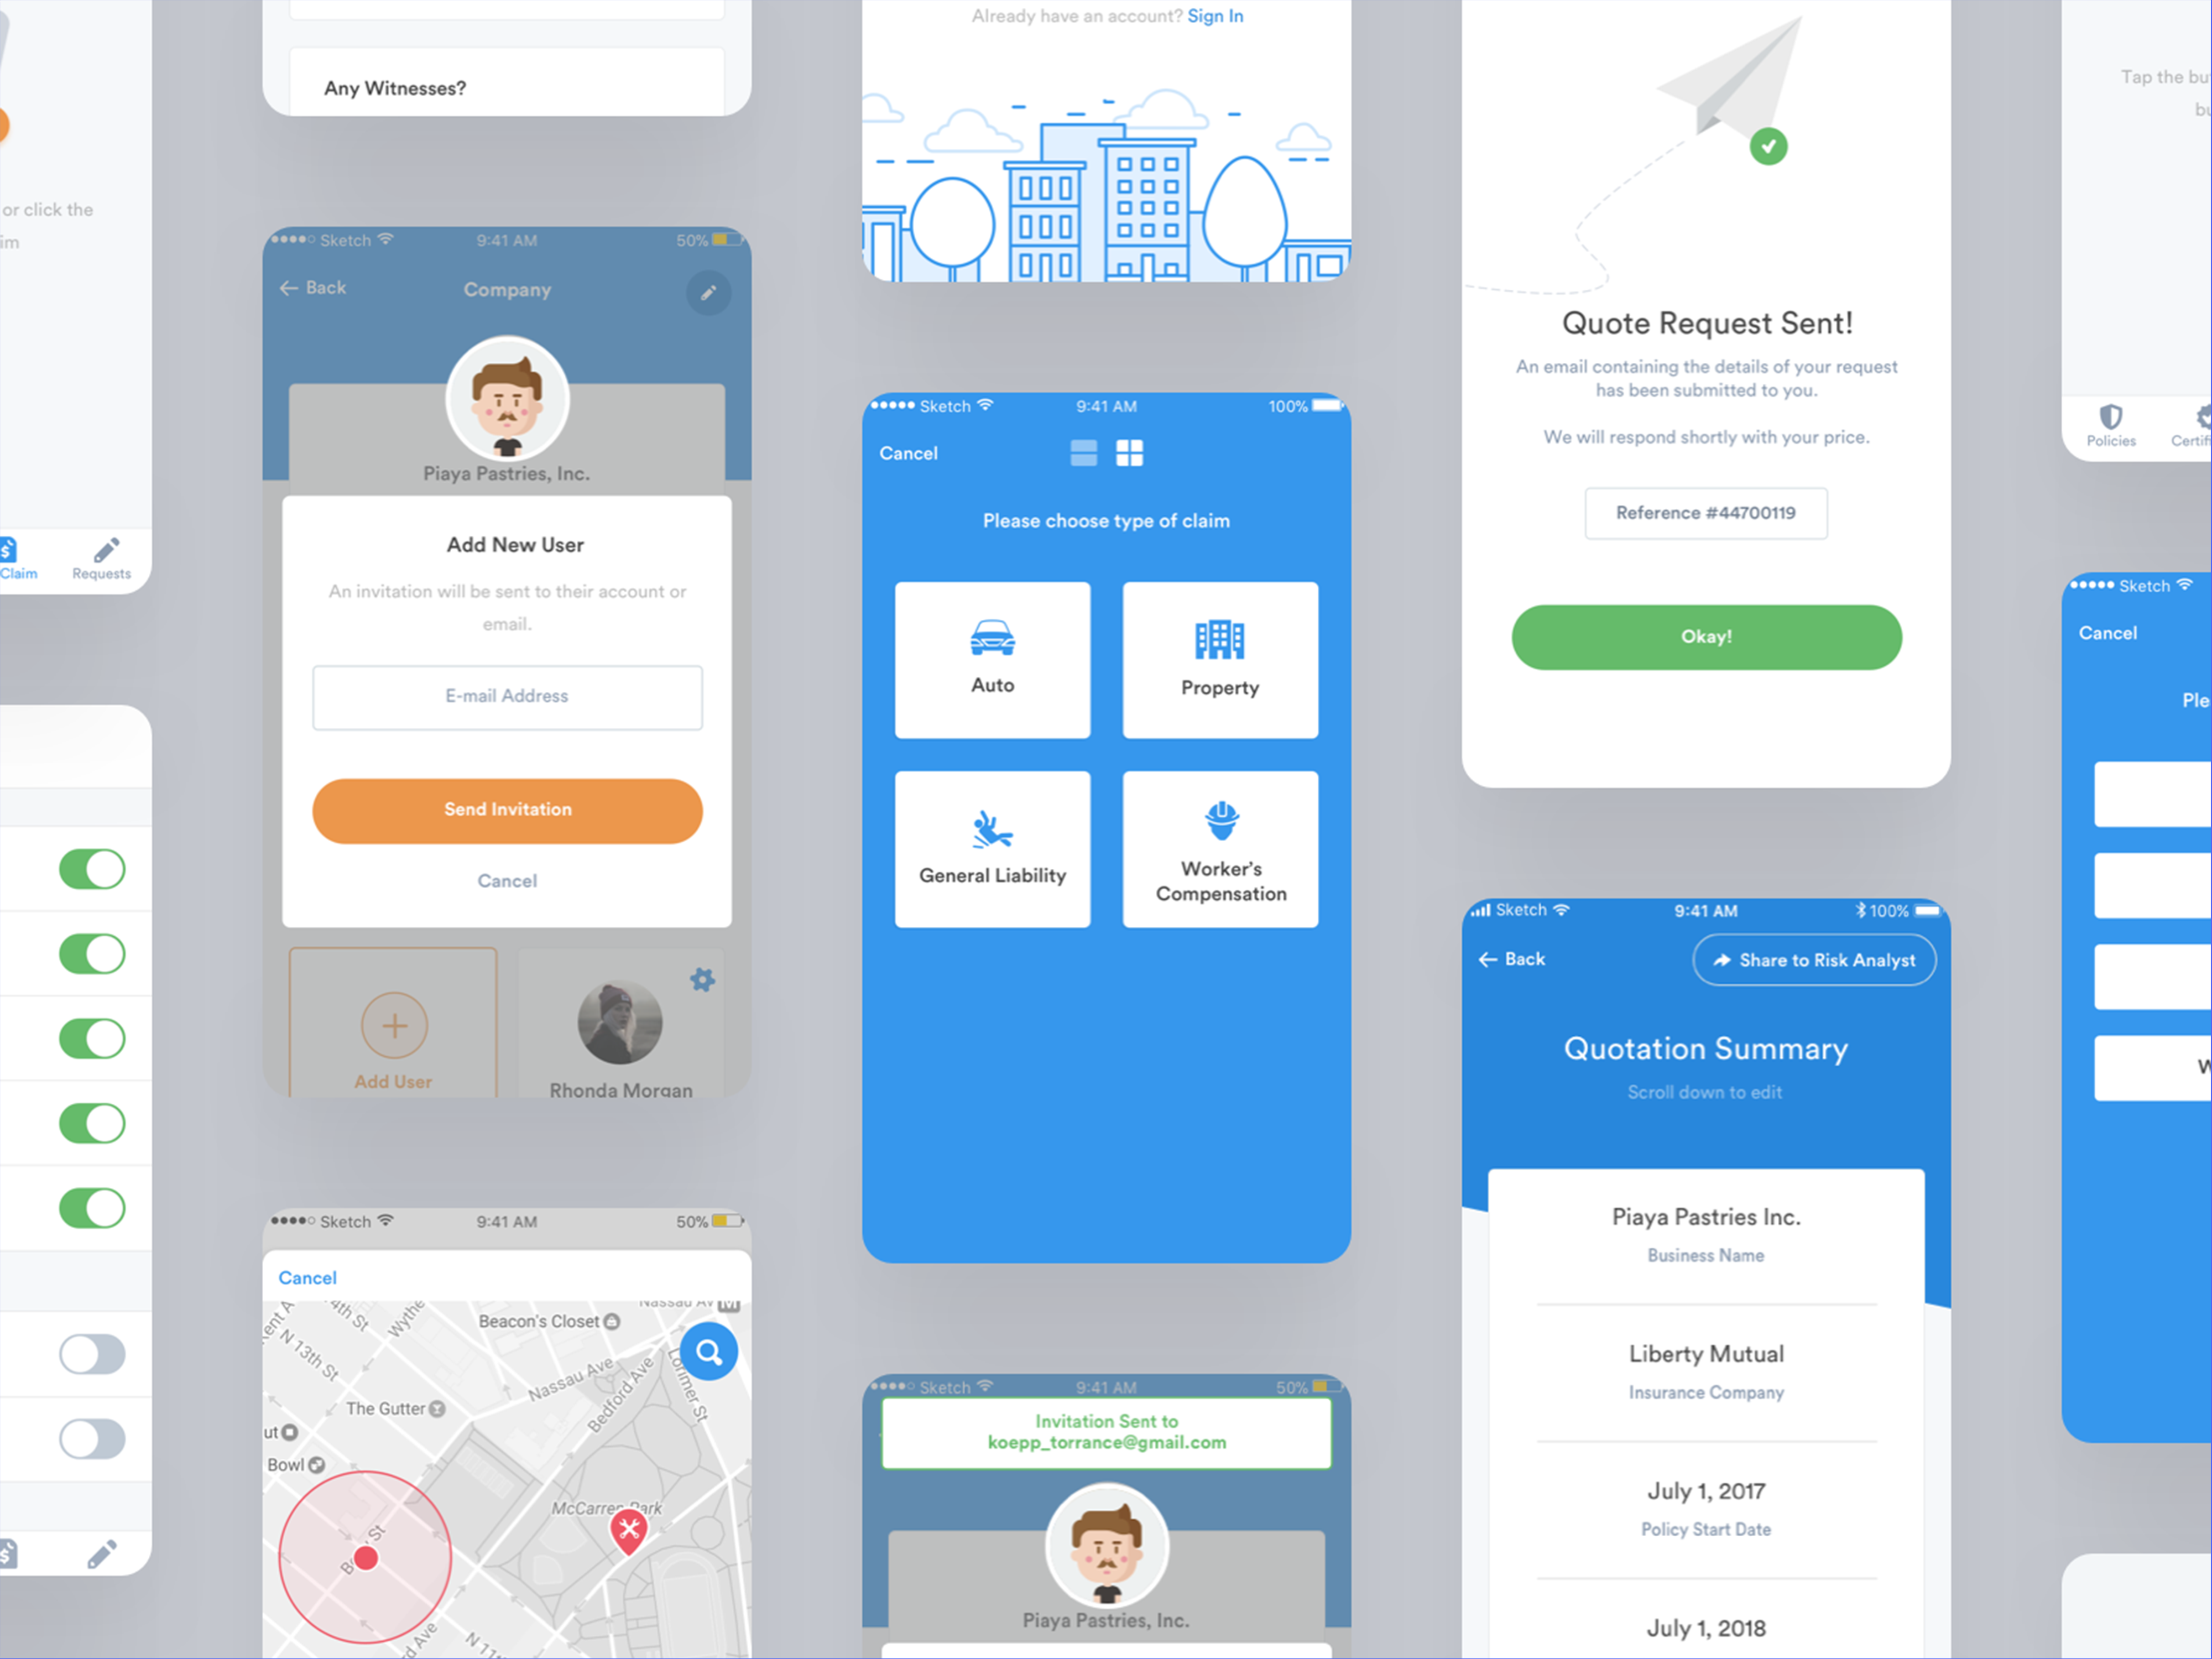 or click the
im
Claim
Requests
Any Witnesses?
Sketch
9:41 AM
50%
Back
Company
Piaya Pastries, Inc.
Add New User
An invitation will be sent to their account or
email.
E-mail Address
Send Invitation
Cancel
Add User
Rhonda Morgan
Sketch
9:41 AM
50%
Cancel
Nassau Av M
Beacon's Closet
14th St
Wythe
N 13th St
Nassau Ave
Bedford Ave
Lorimer St
The Gutter
ut
Bowl
McCarren Park
N 11th
rd Ave
Already have an account? Sign In
Sketch
9:41 AM
100%
Cancel
Please choose type of claim
Auto
Property
General Liability
Worker's
Compensation
Sketch
9:41 AM
50%
Invitation Sent to
koepp_torrance@gmail.com
Piaya Pastries, Inc.
Quote Request Sent!
An email containing the details of your request
has been submitted to you.
We will respond shortly with your price.
Reference #44700119
Okay!
Sketch
9:41 AM
100%
Back
Share to Risk Analyst
Quotation Summary
Scroll down to edit
Piaya Pastries Inc.
Business Name
Liberty Mutual
Insurance Company
July 1, 2017
Policy Start Date
July 1, 2018
Tap the bu
bu
Policies
Certifi
Sketch
Cancel
Ple
W